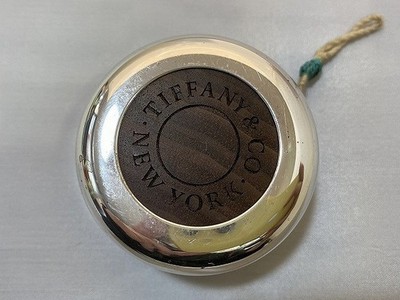 TIFFANY & CO
· NEW YORK ·